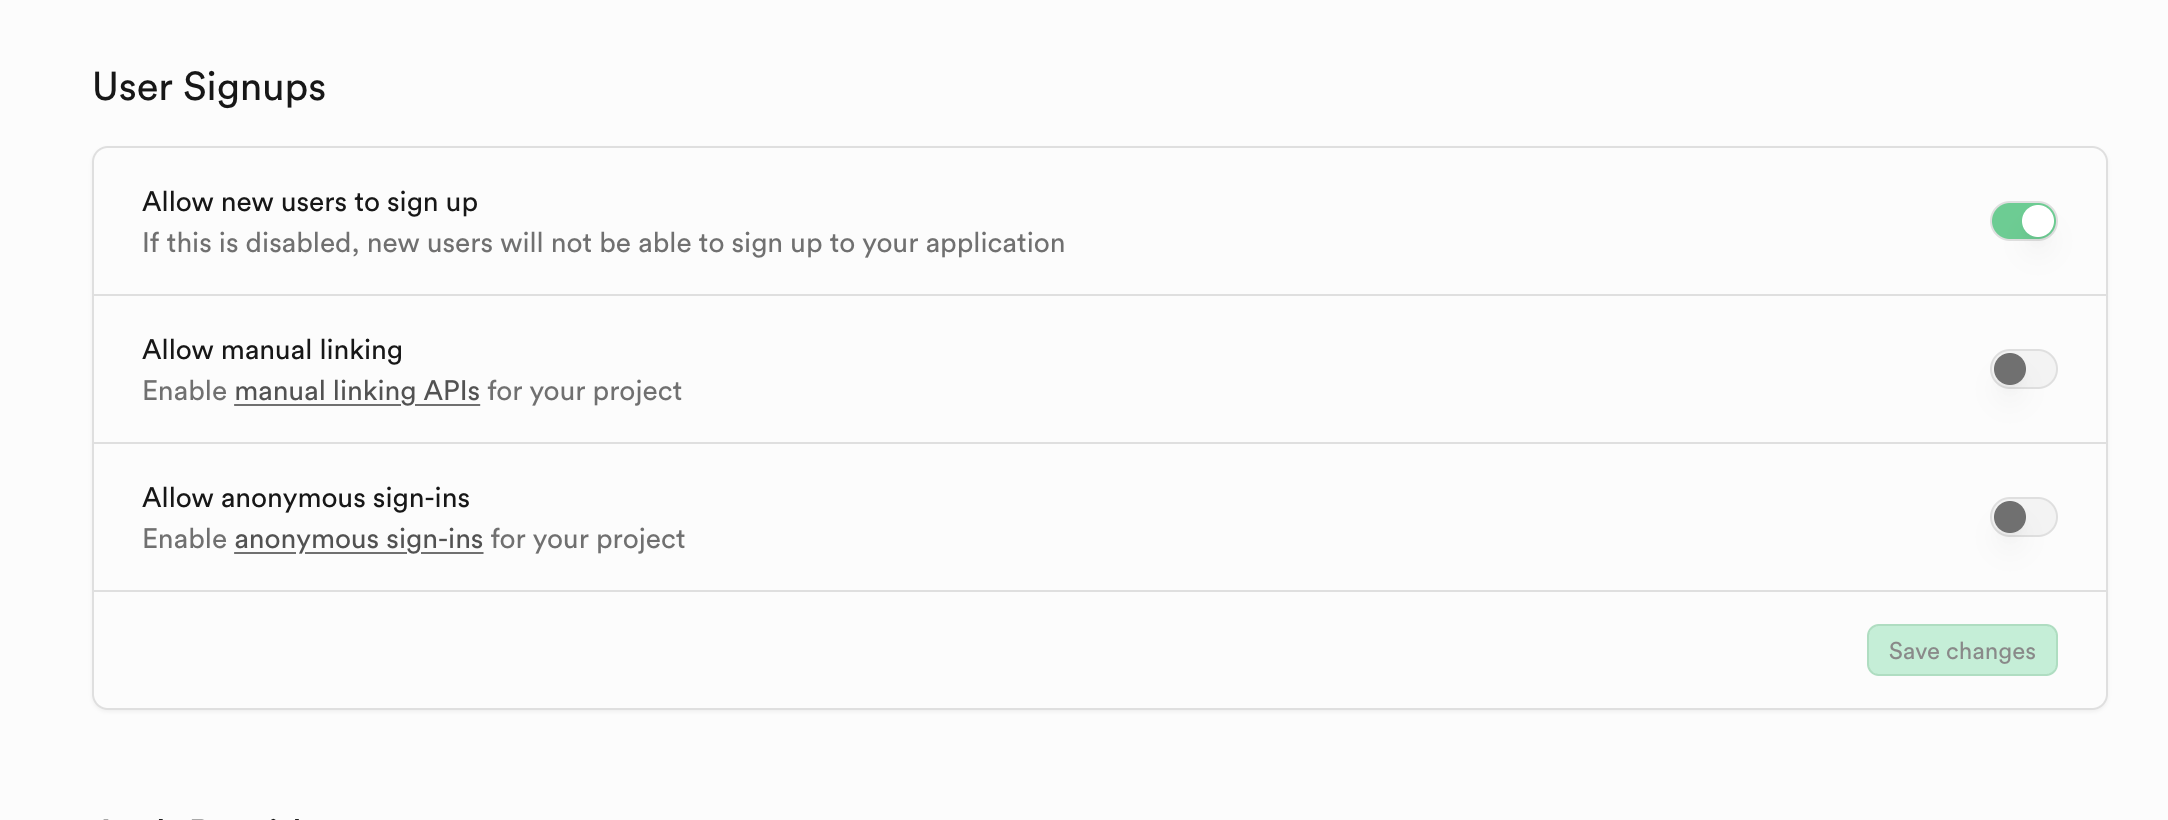 User Signups
Allow new users to sign up
If this is disabled, new users will not be able to sign up to your application
Allow manual linking
Enable manual linking APIs for your project
Allow anonymous sign-ins
Enable anonymous sign-ins for your project
Save changes